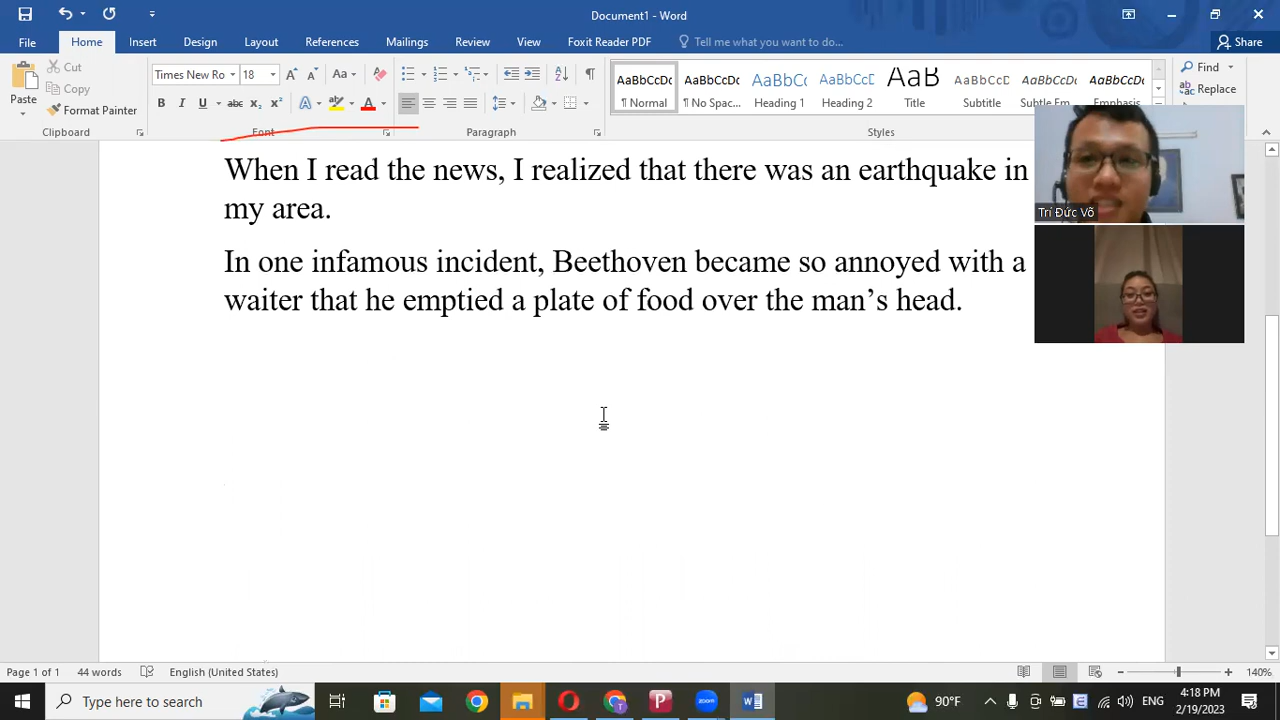 Document1 - Word
File Home Insert Design Layout References Mailings Review View Foxit Reader PDF Tell me what you want to do... Share
Paste Cut Copy Format Painter
Times New Ro 18
AaBbCcDc AaBbCcDc AaBbCc AaBbCcD AaB AaBbCcD AaBbCcDc AaBbCcDc
¶ Normal ¶ No Spac... Heading Heading 2 Title Subtitle Subtle Em... Emphasis
Find
Replace
Clipboard Font Paragraph Styles
When I read the news, I realized that there was an earthquake in
my area.
In one infamous incident, Beethoven became so annoyed with a
waiter that he emptied a plate of food over the man’s head.
Trí Đức Võ
Page 1 of 1 44 words English (United States) 140%
Type here to search
90°F ENG
4:18 PM
2/19/2023